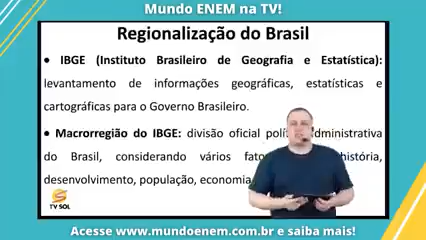 Mundo ENEM na TV!
Regionalização do Brasil
● IBGE (Instituto Brasileiro de Geografia e Estatística):
levantamento de informações geográficas, estatísticas e
cartográficas para o Governo Brasileiro.
● Macrorregião do IBGE: divisão oficial polí administrativa
do Brasil, considerando vários fato história,
desenvolvimento, população, economia,
TV SOL
Acesse www.mundoenem.com.br e saiba mais!